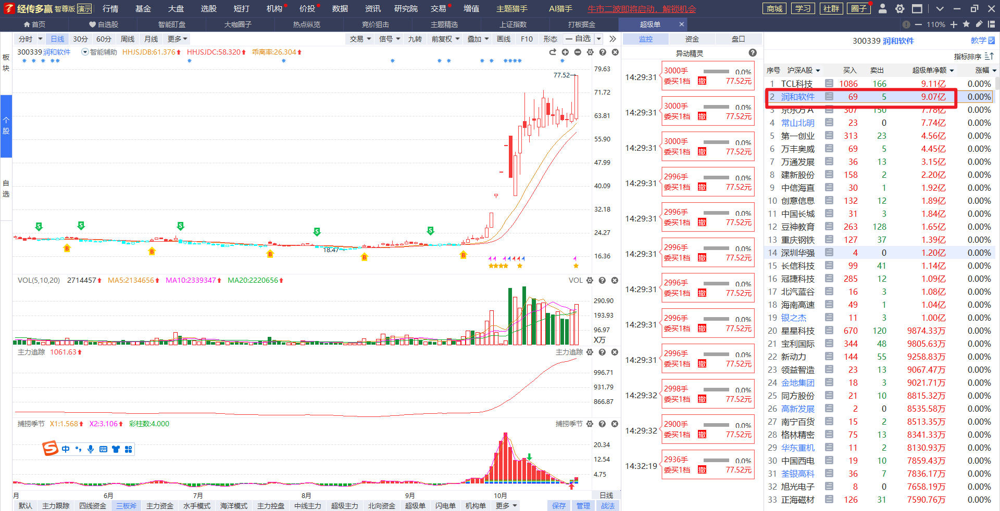 经传多赢 智尊版 演示 行情 基金 大盘 选股 短打 机构 价投 数据 资讯 研究院 交易 增值 主题猎手 AI猎手 牛市二波即将启动，解锁机会 商城 学习 社群 圈子
首页 自选股 智能盯盘 大咖圈子 热点纵览 竞价狙击 主题精选 上证指数 打板掘金 超级单 110%
分时 日线 30分 60分 周线 月线 更多 交易 信号 九转 前复权 叠加 画线 F10 形态 自选
板块
个股
自选
300339 润和软件 智能辅助 HHJSJDB:61.376 HHJSJDC:58.320 乖离率:26.304
79.63
77.52
71.72
63.81
55.90
47.99
40.09
32.18
24.27
18.47
16.36
S S S S S
B B B B B
VOL(5,10,20) 2714457 MA5:2134656 MA10:2339347 MA20:2220656 VOL
290.90
193.93
96.97
X万
主力追踪 1061.63 主力追踪
996.71
931.79
866.87
捕捞季节 X1:1.568 X2:3.106 彩柱数:4.000 捕捞季节
中
20.34
12.54
4.75
月 6月 7月 8月 9月 10月 日线
默认 主力跟踪 四线资金 三板斧 主力资金 水手模式 海洋模式 主力控盘 中线主力 超级主力 北向资金 超级单 闪电单 机构单 更多 保存 管理 战法
监控 资金 盘口
异动精灵
14:29:31 3000手 0.0%
委买1档 撤 77.52元
14:29:31 3000手 0.0%
委买1档 撤 77.52元
14:29:31 3000手 0.0%
委买1档 撤 77.52元
14:29:31 2996手 0.0%
委买1档 撤 77.52元
14:29:31 2996手 0.0%
委买1档 撤 77.52元
14:29:31 2996手 0.0%
委买1档 撤 77.52元
14:29:31 2996手 0.0%
委买1档 撤 77.52元
14:29:31 2996手 0.0%
委买1档 撤 77.52元
14:29:31 2996手 0.0%
委买1档 撤 77.52元
14:29:32 2998手 0.0%
委买1档 撤 77.52元
14:29:32 2900手 0.0%
委买1档 撤 77.52元
14:32:19 2936手 0.0%
委买1档 撤 77.52元
300339 润和软件 教学
指标排序
序号 沪深A股 买入 卖出 超级单净额 涨幅
1 TCL科技 1086 166 9.11亿 0.00%
2 润和软件 69 5 9.07亿 0.00%
3 京东方A 307 150 7.78亿 0.00%
4 常山北明 23 0 7.74亿 0.00%
5 第一创业 313 23 4.56亿 0.00%
6 万丰奥威 69 5 4.45亿 0.00%
7 万通发展 36 13 3.15亿 0.00%
8 建新股份 158 2 2.20亿 0.00%
9 中信海直 30 1 1.92亿 0.00%
10 创意信息 132 12 1.89亿 0.00%
11 中国长城 31 3 1.84亿 0.00%
12 豆神教育 263 128 1.65亿 0.00%
13 重庆钢铁 127 37 1.39亿 0.00%
14 深圳华强 4 0 1.20亿 0.00%
15 长信科技 99 41 1.14亿 0.00%
16 冠捷科技 285 12 1.09亿 0.00%
17 北汽蓝谷 16 3 1.08亿 0.00%
18 海南高速 49 1 1.04亿 0.00%
19 银之杰 11 3 1.00亿 0.00%
20 星星科技 670 120 9874.33万 0.00%
21 宝利国际 344 48 9805.63万 0.00%
22 新动力 144 55 9258.83万 0.00%
23 领益智造 23 13 9067.47万 0.00%
24 金地集团 18 3 9021.71万 0.00%
25 同方股份 21 10 8815.32万 0.00%
26 高新发展 2 0 8535.58万 0.00%
27 南宁百货 15 2 8513.35万 0.00%
28 格林精密 75 13 8341.33万 0.00%
29 华东重机 11 2 8130.93万 0.00%
30 中国西电 19 10 7859.43万 0.00%
31 荃银高科 36 7 7836.17万 0.00%
32 旭光电子 8 0 7658.19万 0.00%
33 正海磁材 126 31 7590.76万 0.00%